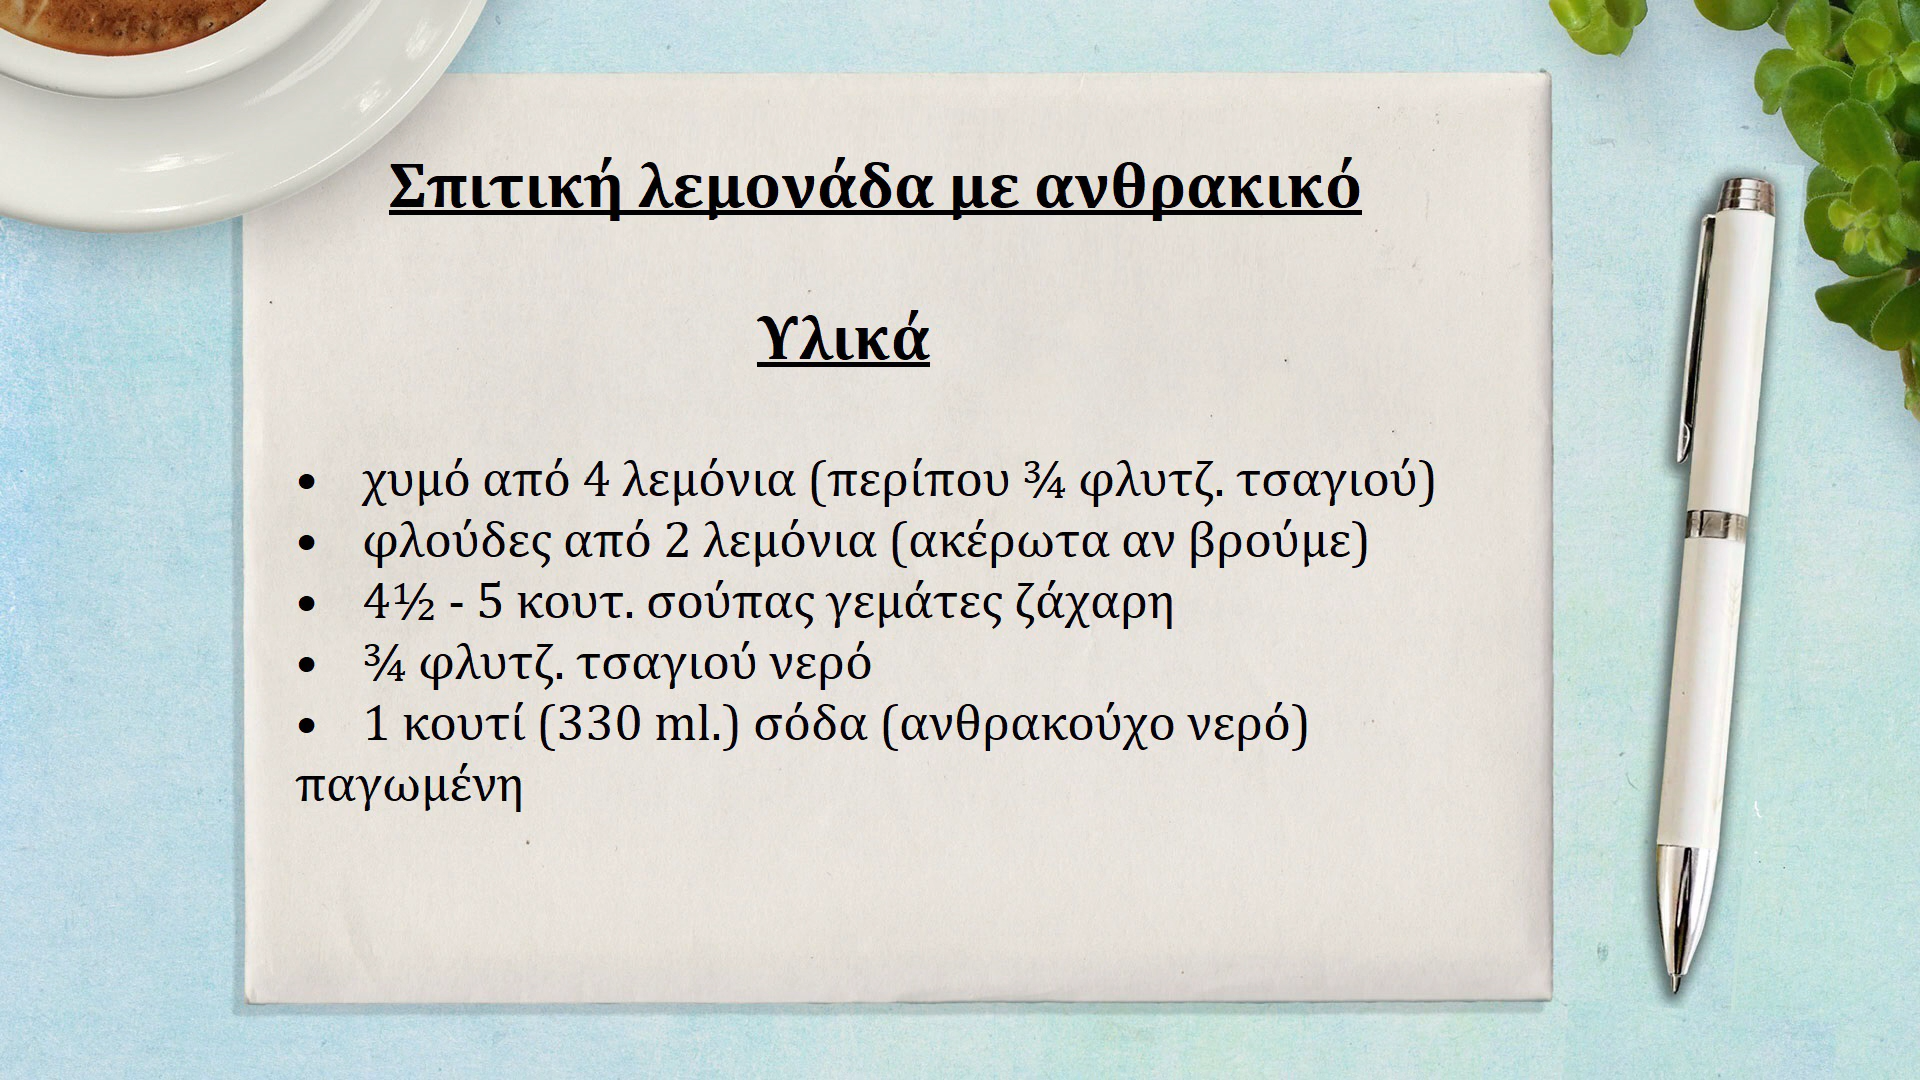 Σπιτική λεμονάδα με ανθρακικό
Υλικά
• χυμό από 4 λεμόνια (περίπου ¾ φλυτζ. τσαγιού)
• φλούδες από 2 λεμόνια (ακέρωτα αν βρούμε)
• 4½ - 5 κουτ. σούπας γεμάτες ζάχαρη
• ¾ φλυτζ. τσαγιού νερό
• 1 κουτί (330 ml.) σόδα (ανθρακούχο νερό)
παγωμένη